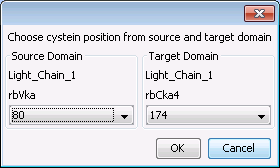 Choose cystein position from source and target domain
Source Domain
Light_Chain_1
rbVka
80
Target Domain
Light_Chain_1
rbCka4
174
OK
Cancel